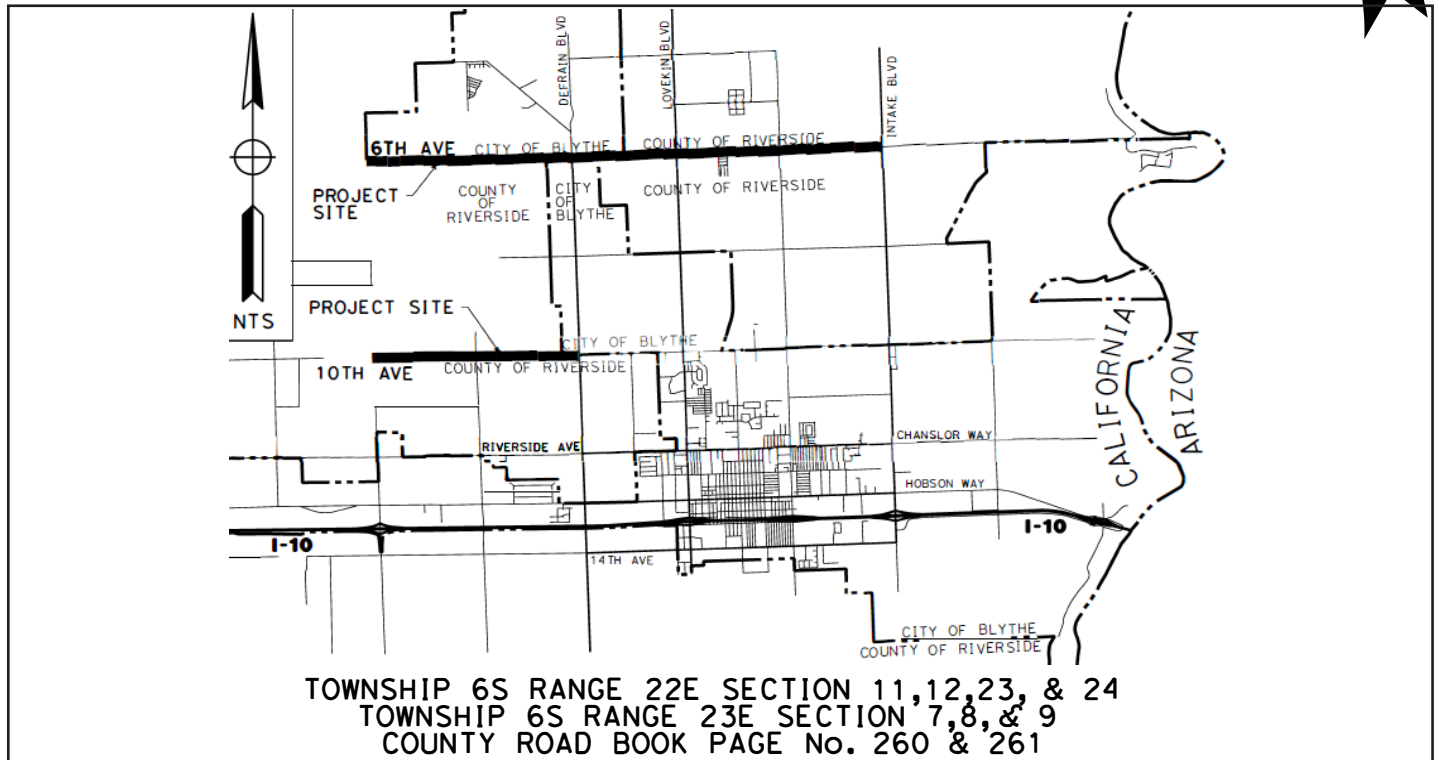 DEFRAIN BLVD
LOVEKIN BLVD
INTAKE BLVD
6TH AVE
CITY OF BLYTHE
COUNTY OF RIVERSIDE
PROJECT
SITE
COUNTY
OF
RIVERSIDE
CITY
OF
BLYTHE
COUNTY OF RIVERSIDE
NTS
PROJECT SITE
CITY OF BLYTHE
10TH AVE
COUNTY OF RIVERSIDE
CALIFORNIA
ARIZONA
RIVERSIDE AVE
CHANSLOR WAY
HOBSON WAY
I-10
I-10
14TH AVE
CITY OF BLYTHE
COUNTY OF RIVERSIDE
TOWNSHIP 6S RANGE 22E SECTION 11,12,23, & 24
TOWNSHIP 6S RANGE 23E SECTION 7,8, & 9
COUNTY ROAD BOOK PAGE No. 260 & 261